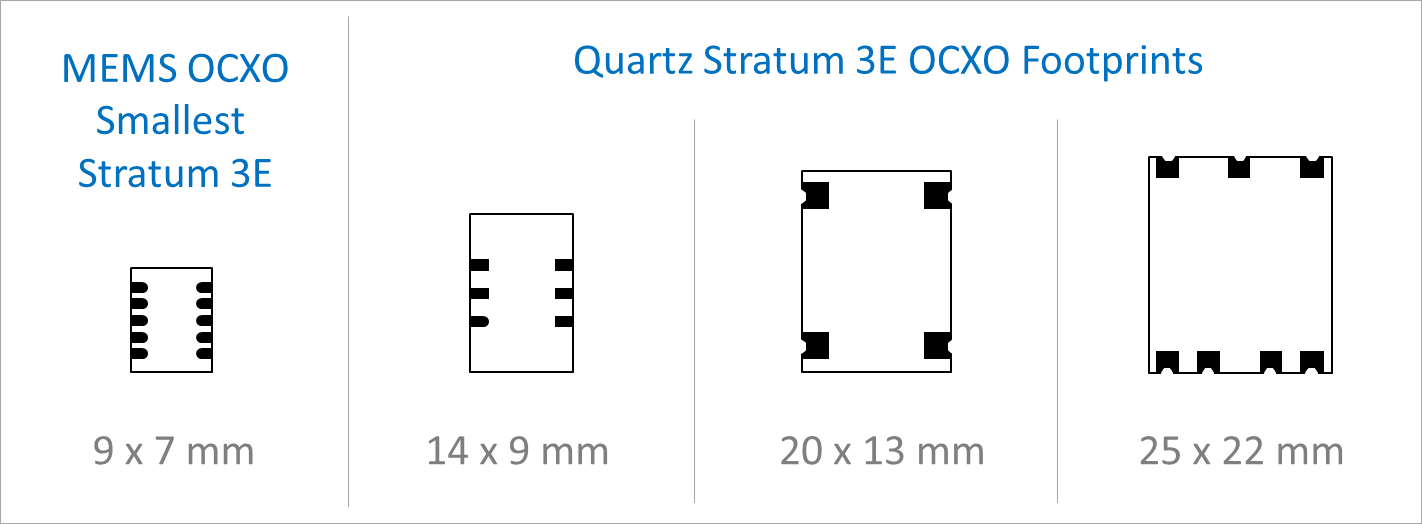 MEMS OCXO
Smallest
Stratum 3E
Quartz Stratum 3E OCXO Footprints
9 x 7 mm
14 x 9 mm
20 x 13 mm
25 x 22 mm